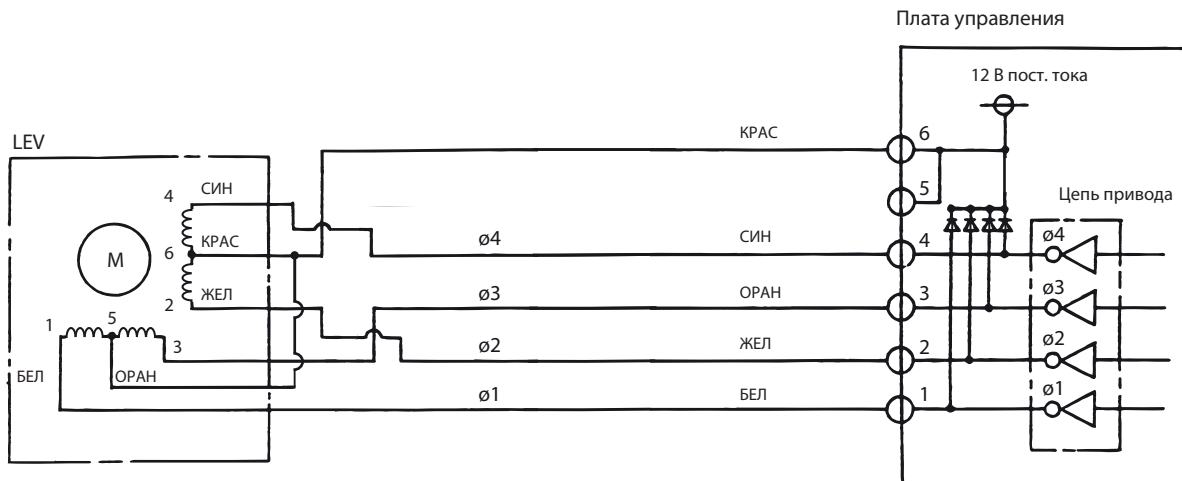 Плата управления
12 В пост. тока
LEV
КРАС
6
4
СИН
5
Цепь привода
6
КРАС
ø4
СИН
4
ø4
M
2
ЖЕЛ
ø3
ОРАН
3
ø3
1
5
3
ø2
ЖЕЛ
2
ø2
БЕЛ
ОРАН
ø1
БЕЛ
1
ø1